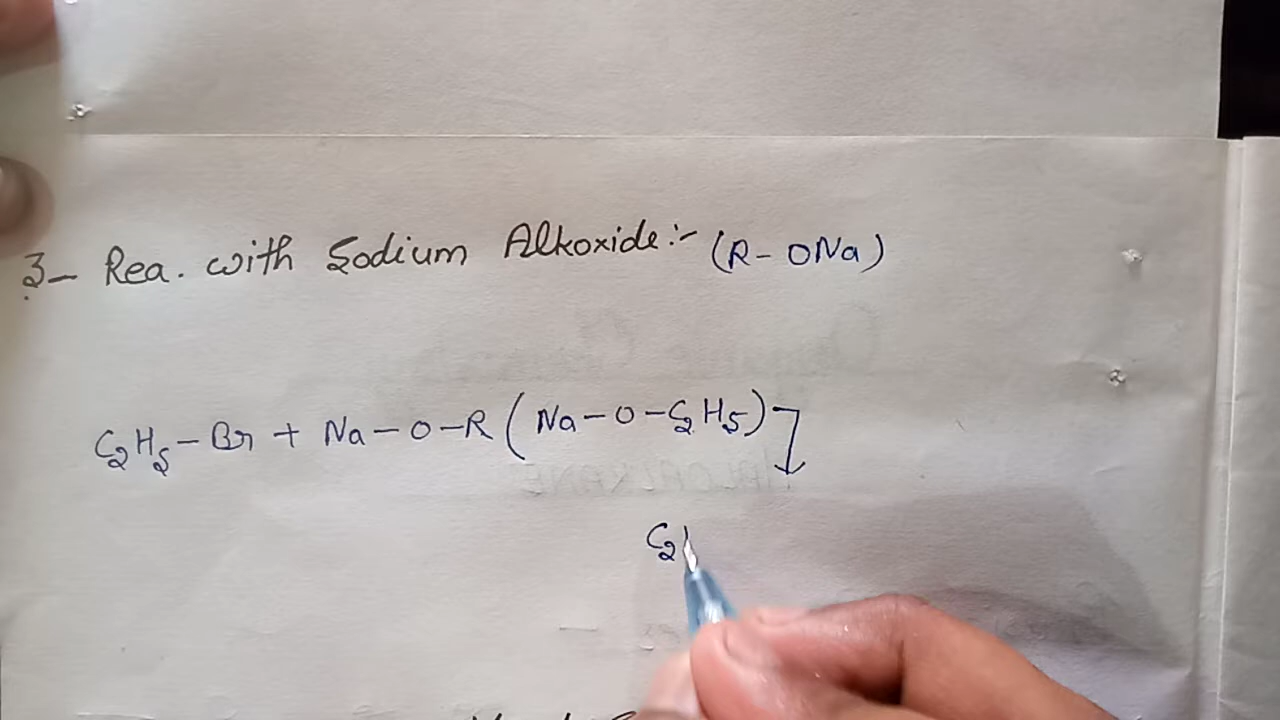 3- Rea. with Sodium Alkoxide:- (R- ONa)
C₂H₅-Br + Na-O-R (Na-O-C₂H₅)
C₂